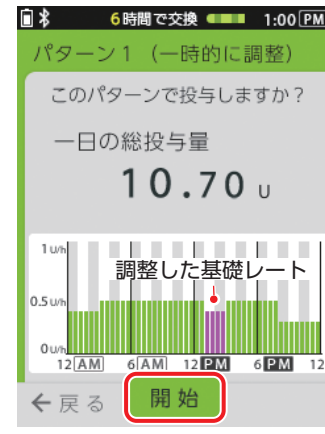 6時間で交換 1:00 PM
パターン1 （一時的に調整）
このパターンで投与しますか？
一日の総投与量
10.70 U
1 U/h
調整した基礎レート
0.5 U/h
0 U/h
12 AM 6 AM 12 PM 6 PM 12
←戻る 開始